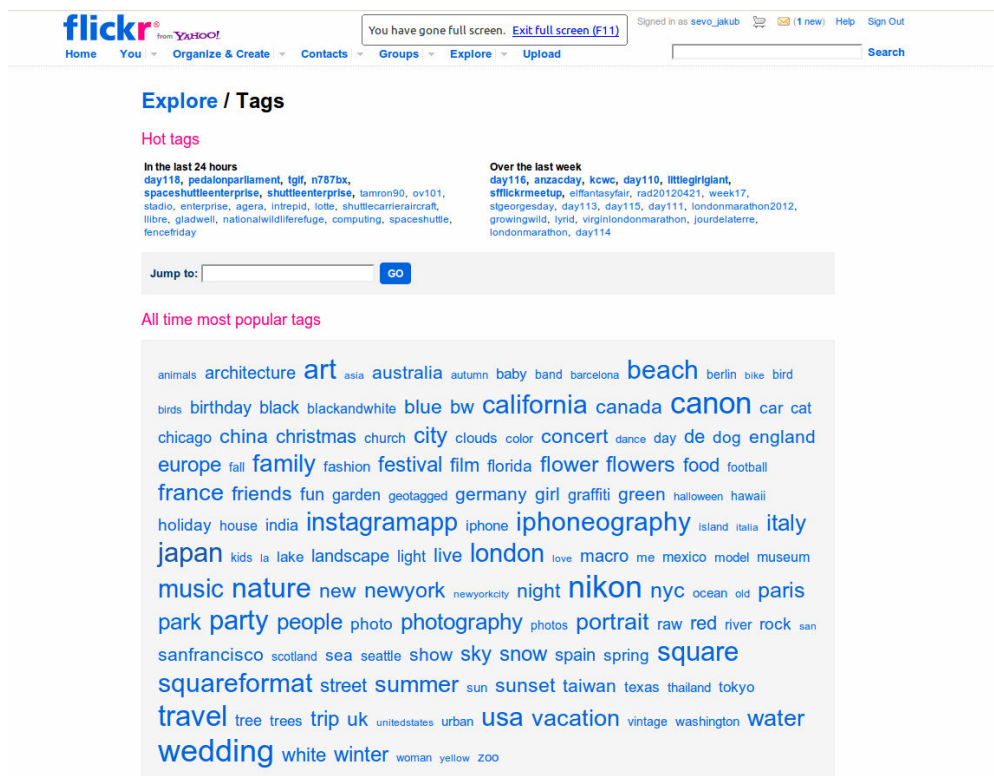 flickr® from YAHOO!
You have gone full screen. Exit full screen (F11)
Signed in as sevo_jakub (1 new) Help Sign Out
Home You Organize & Create Contacts Groups Explore Upload
Search
Explore / Tags
Hot tags
In the last 24 hours
day118, pedalonparliament, tgif, n787bx,
spaceshuttleenterprise, shuttleenterprise, tamron90, ov101,
stadio, enterprise, agera, intrepid, lotte, shuttlecarrieraircraft,
llibre, gladwell, nationalwildliferefuge, computing, spaceshuttle,
fencefriday
Over the last week
day116, anzacday, kcwc, day110, littlegirlgiant,
sfflickrmeetup, elffantasyfair, rad20120421, week17,
stgeorgesday, day113, day115, day111, londonmarathon2012,
growingwild, lyrid, virginlondonmarathon, jourdelaterre,
londonmarathon, day114
Jump to: GO
All time most popular tags
animals architecture art asia australia autumn baby band barcelona beach berlin bike bird
birds birthday black blackandwhite blue bw california canada canon car cat
chicago china christmas church city clouds color concert dance day de dog england
europe fall family fashion festival film florida flower flowers food football
france friends fun garden geotagged germany girl graffiti green halloween hawaii
holiday house india instagramapp iphone iphoneography island italia italy
japan kids la lake landscape light live london love macro me mexico model museum
music nature new newyork newyorkcity night nikon nyc ocean old paris
park party people photo photography photos portrait raw red river rock san
sanfrancisco scotland sea seattle show sky snow spain spring square
squareformat street summer sun sunset taiwan texas thailand tokyo
travel tree trees trip uk unitedstates urban usa vacation vintage washington water
wedding white winter woman yellow zoo